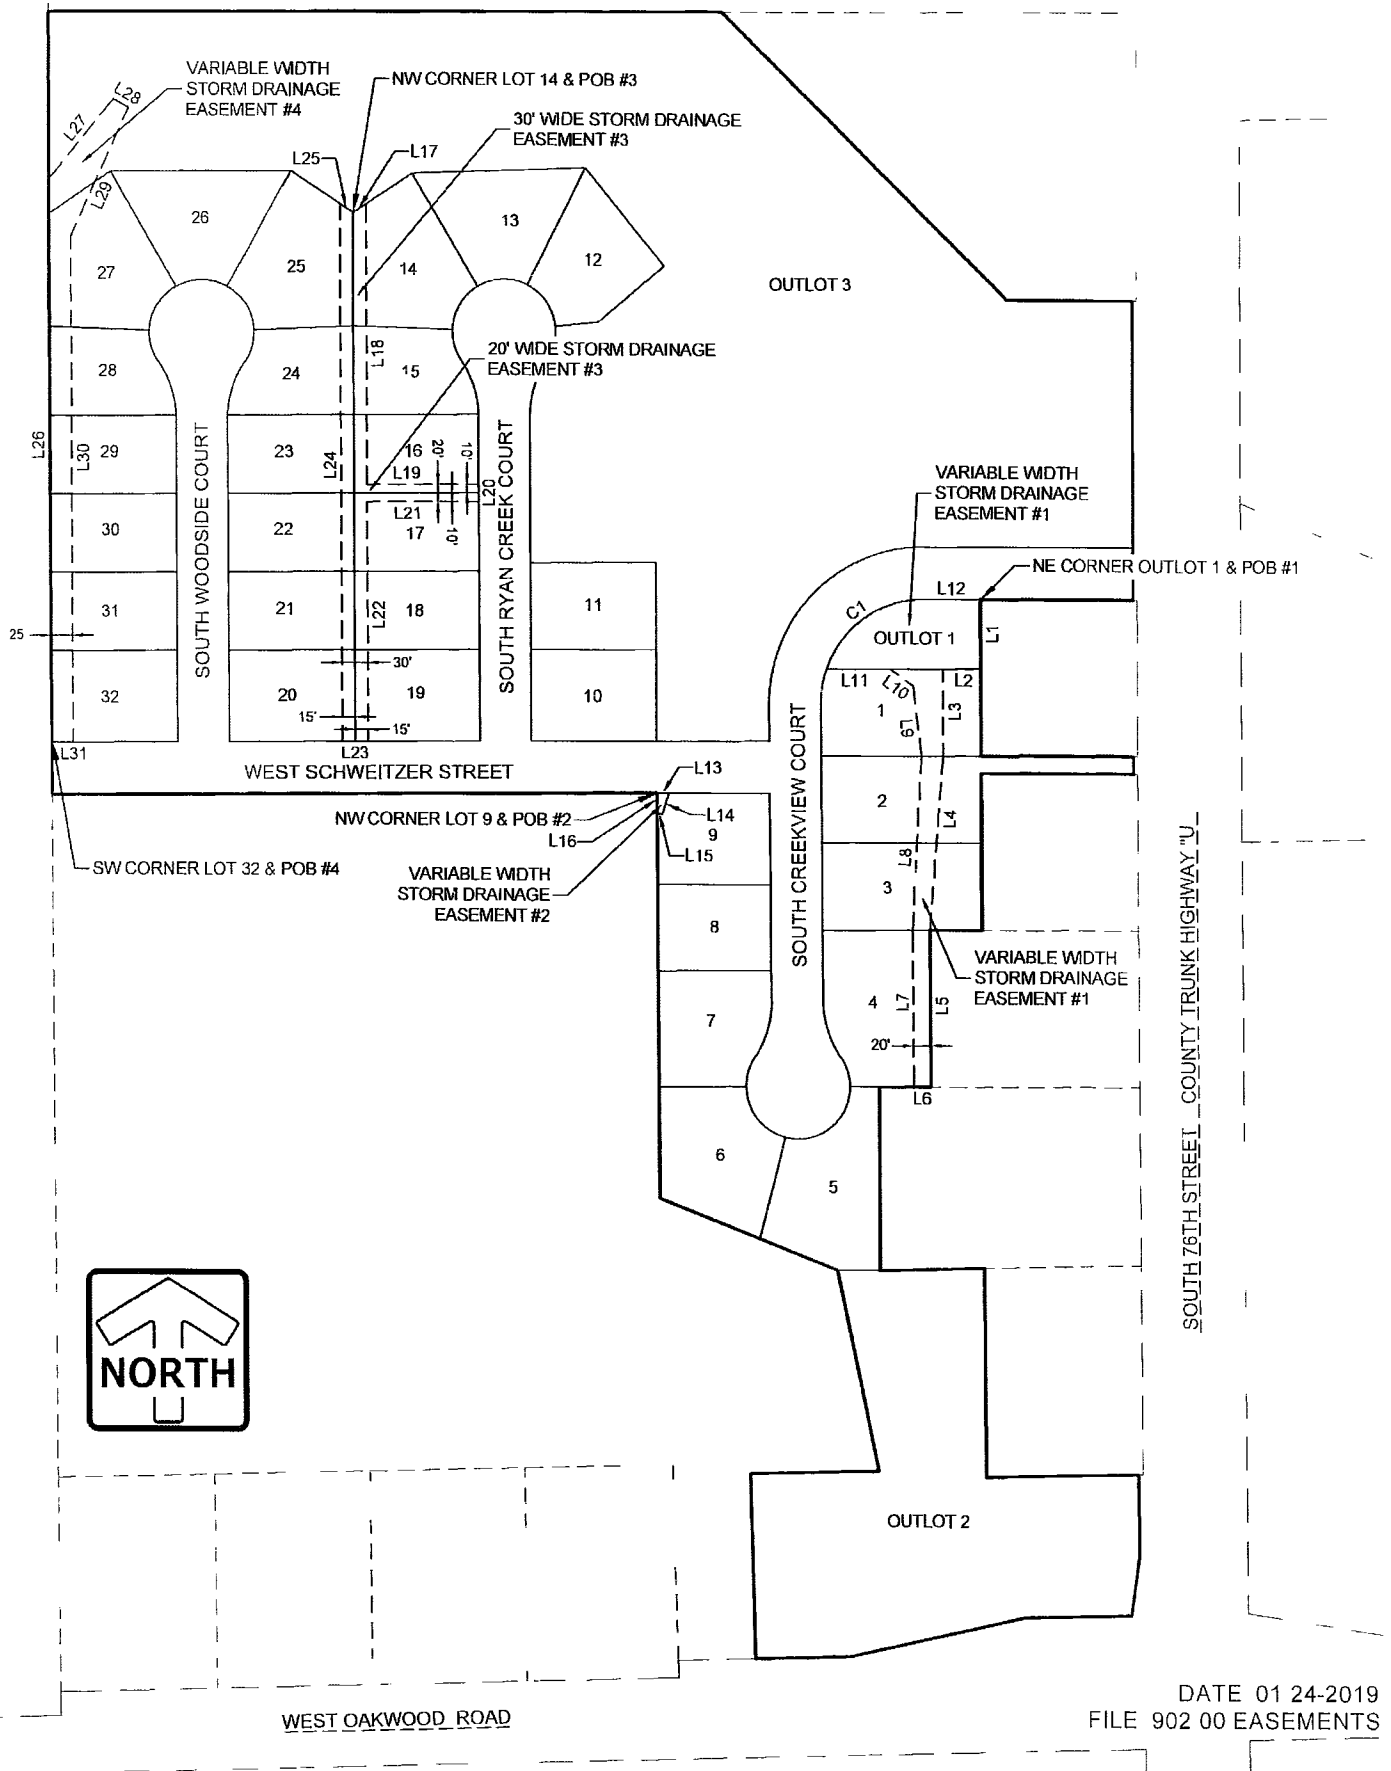 VARIABLE WIDTH
STORM DRAINAGE
EASEMENT #4
NW CORNER LOT 14 & POB #3
30' WIDE STORM DRAINAGE
EASEMENT #3
L28
L27
L25
L17
L29
26
13
12
27
25
14
OUTLOT 3
L18
20' WIDE STORM DRAINAGE
EASEMENT #3
28
24
15
L26
29
L30
SOUTH WOODSIDE COURT
23
L24
16
20'
10'
L19
L20
L21
10'
SOUTH RYAN CREEK COURT
30
22
17
VARIABLE WIDTH
STORM DRAINAGE
EASEMENT #1
NE CORNER OUTLOT 1 & POB #1
L12
C1
OUTLOT 1
L1
31
21
L22
18
11
25
30'
32
20
19
10
15'
15'
L31
L23
L11
L10
L2
L3
L9
1
WEST SCHWEITZER STREET
L13
NW CORNER LOT 9 & POB #2
L14
L16
9
L15
SW CORNER LOT 32 & POB #4
VARIABLE WIDTH
STORM DRAINAGE
EASEMENT #2
SOUTH CREEKVIEW COURT
2
L4
L8
3
8
VARIABLE WIDTH
STORM DRAINAGE
EASEMENT #1
7
4
L7
L5
20'
L6
SOUTH 76TH STREET COUNTY TRUNK HIGHWAY "U
6
5
NORTH
OUTLOT 2
WEST OAKWOOD ROAD
DATE 01 24-2019
FILE 902 00 EASEMENTS